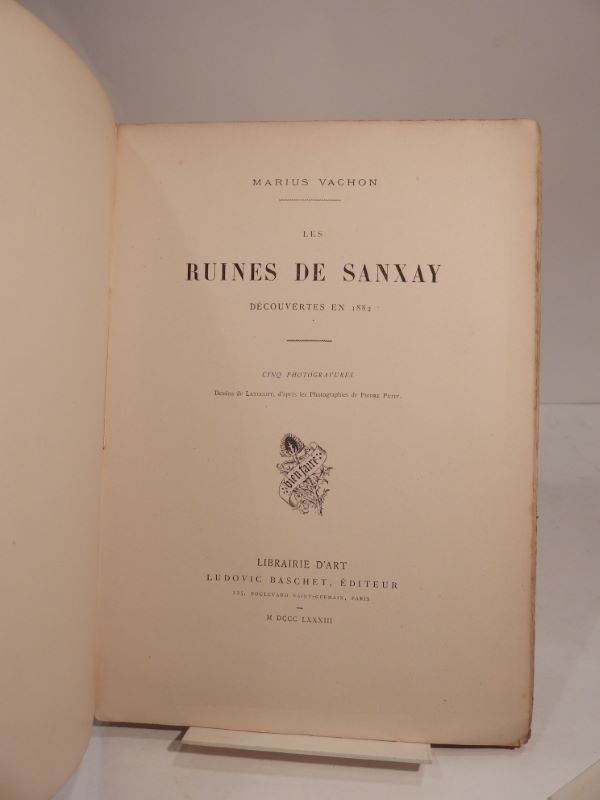 MARIUS VACHON
LES
RUINES DE SANXAY
DÉCOUVERTES EN 1882
CINQ PHOTOGRAVURES
Dessins de Lancelot, d'après les Photographies de Pierre Petit.
bien faire
LIBRAIRIE D'ART
LUDOVIC BASCHET, ÉDITEUR
125, BOULEVARD SAINT-GERMAIN, PARIS
M DCCC LXXXIII